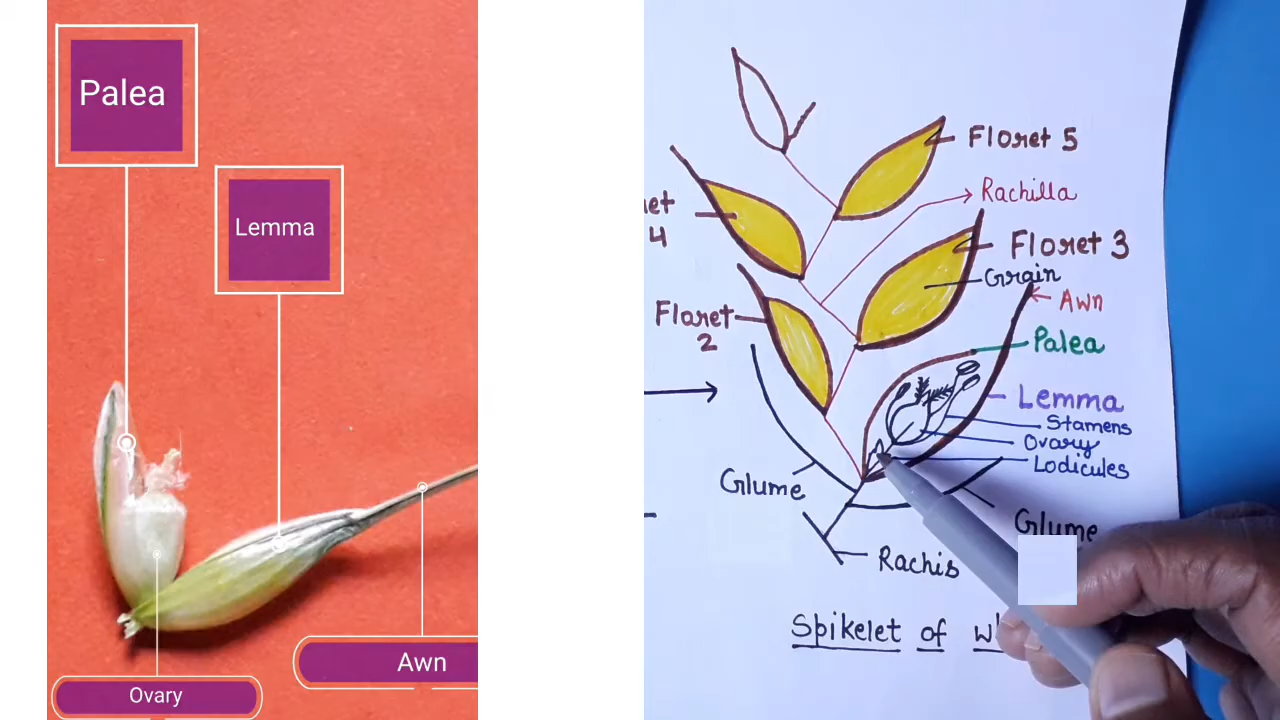 Palea
Lemma
Awn
Ovary
Floret 5
Rachilla
4
Floret 3
Grain
Awn
Floret
2
Palea
Lemma
Stamens
Ovary
Lodicules
Glume
Glume
Rachis
Spikelet of